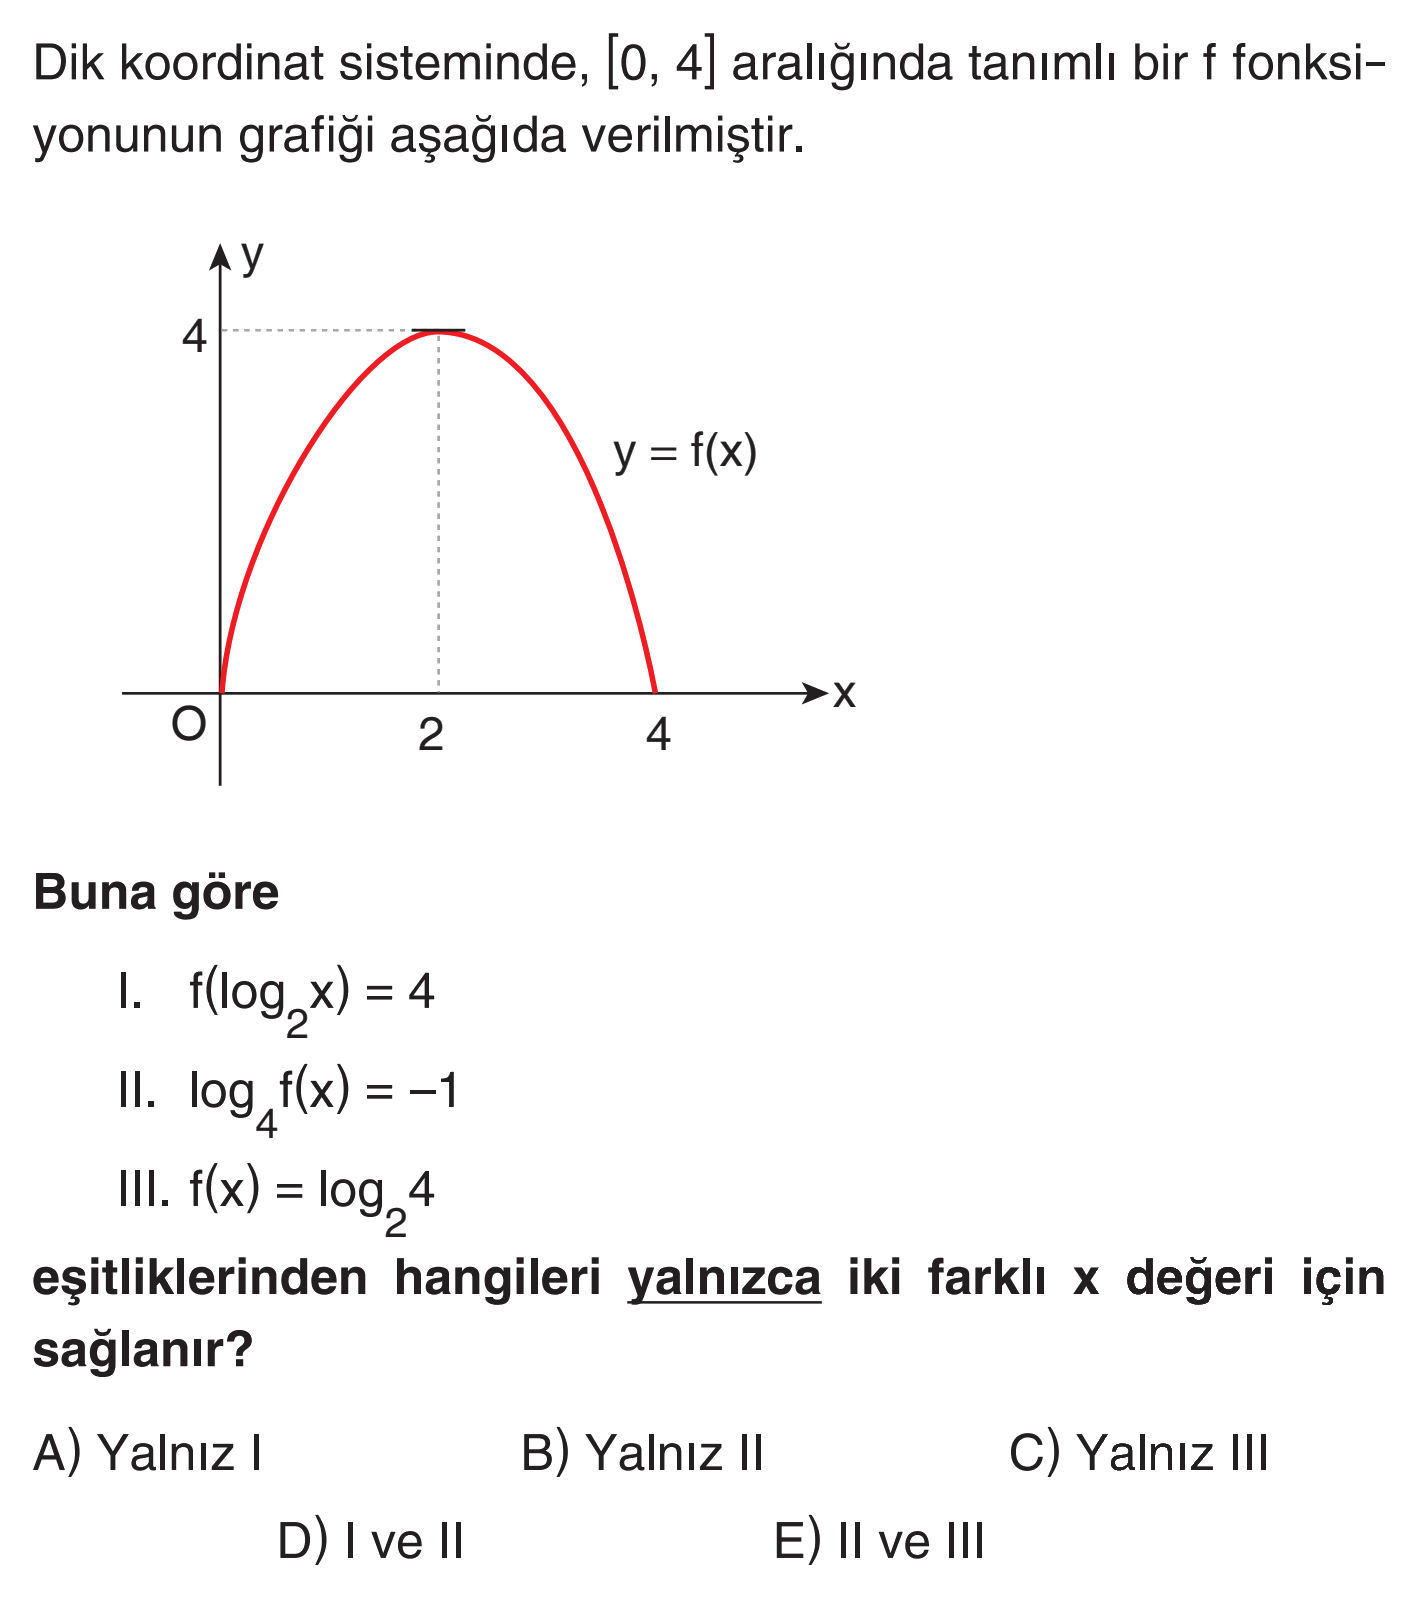 Dik koordinat sisteminde, [0, 4] aralığında tanımlı bir f fonksi-
yonunun grafiği aşağıda verilmiştir.
y
4
y = f(x)
x
O
2
4
Buna göre
I. f(log₂x) = 4
II. log₄f(x) = –1
III. f(x) = log₂4
eşitliklerinden hangileri yalnızca iki farklı x değeri için
sağlanır?
A) Yalnız I B) Yalnız II C) Yalnız III
D) I ve II E) II ve III